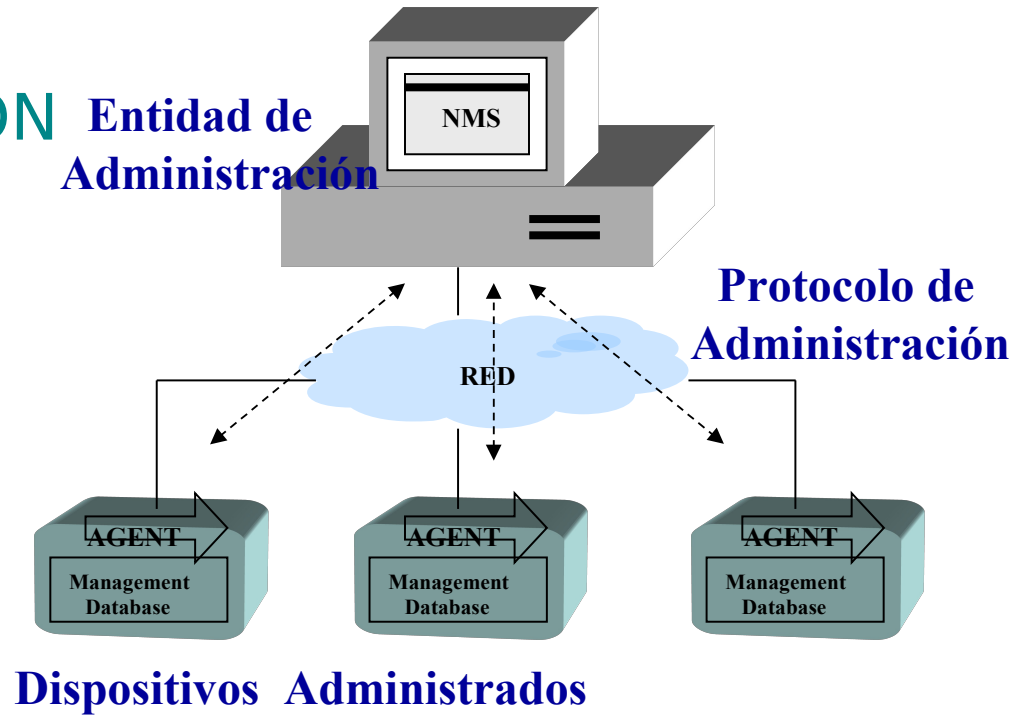 ON
Entidad de
Administración
NMS
Protocolo de
Administración
RED
AGENT
Management
Database
AGENT
Management
Database
AGENT
Management
Database
Dispositivos Administrados